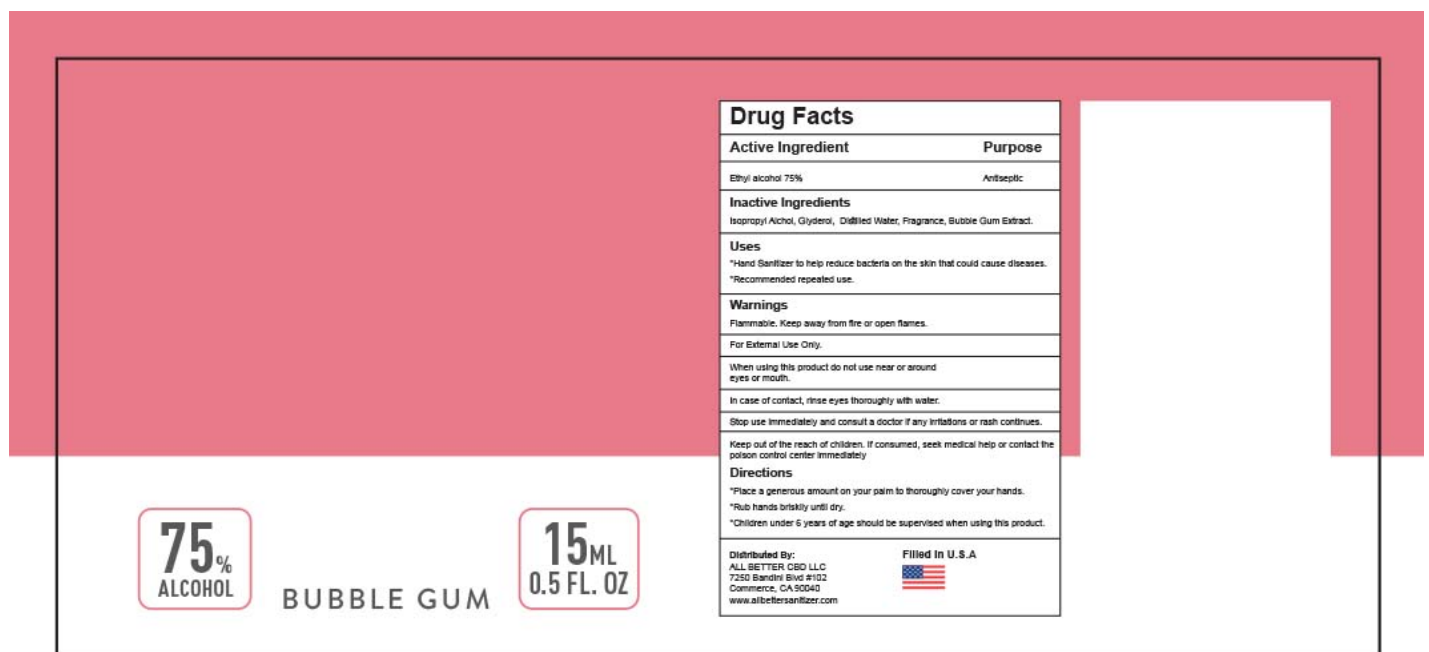 Drug Facts
Active Ingredient Purpose
Ethyl alcohol 75% Antiseptic
Inactive Ingredients
Isopropyl Alchol, Glyderol, Distilled Water, Fragrance, Bubble Gum Extract.
Uses
*Hand Sanitizer to help reduce bacteria on the skin that could cause diseases.
*Recommended repeated use.
Warnings
Flammable. Keep away from fire or open flames.
For External Use Only.
When using this product do not use near or around
eyes or mouth.
In case of contact, rinse eyes thoroughly with water.
Stop use immediately and consult a doctor if any irritations or rash continues.
Keep out of the reach of children. If consumed, seek medical help or contact the
poison control center immediately
Directions
*Place a generous amount on your palm to thoroughly cover your hands.
*Rub hands briskily until dry.
*Children under 6 years of age should be supervised when using this product.
Distributed By:
ALL BETTER CBD LLC
7250 Bandini Blvd #102
Commerce, CA 90040
www.allbettersanitizer.com
Filled In U.S.A
75%
ALCOHOL
BUBBLE GUM
15ML
0.5 FL. OZ